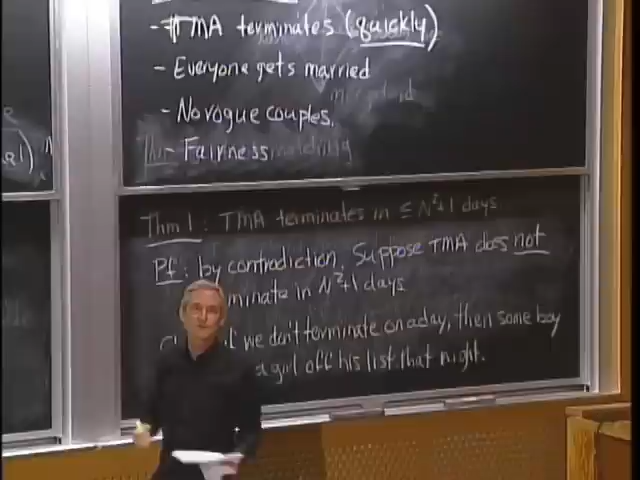 - TMA terminates (quickly)
- Everyone gets married
- No vogue couples,
- Fairness
Thm 1: TMA terminates in ≤ N²+1 days
Pf: by contradiction. Suppose TMA does not
minate in N²+1 days
we don't terminate on a day, then some boy
a girl off his list that night.